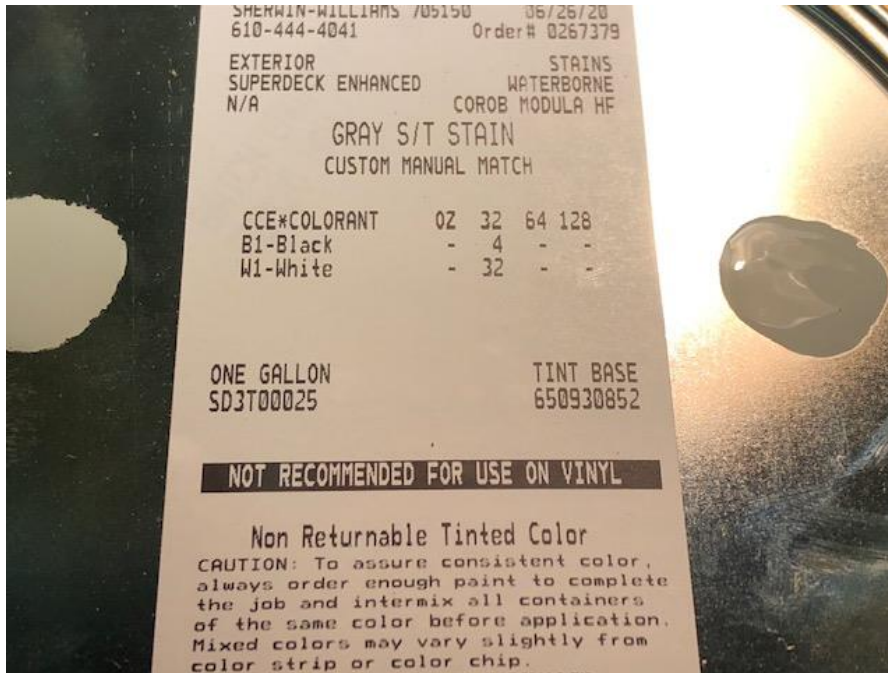 SHERWIN-WILLIAMS 705150 06/26/20
610-444-4041 Order# 0267379
EXTERIOR STAINS
SUPERDECK ENHANCED WATERBORNE
N/A COROB MODULA HF
GRAY S/T STAIN
CUSTOM MANUAL MATCH
CCE*COLORANT OZ 32 64 128
B1-Black - 4 - -
W1-White - 32 - -
ONE GALLON TINT BASE
SD3T00025 650930852
NOT RECOMMENDED FOR USE ON VINYL
Non Returnable Tinted Color
CAUTION: To assure consistent color,
always order enough paint to complete
the job and intermix all containers
of the same color before application.
Mixed colors may vary slightly from
color strip or color chip.